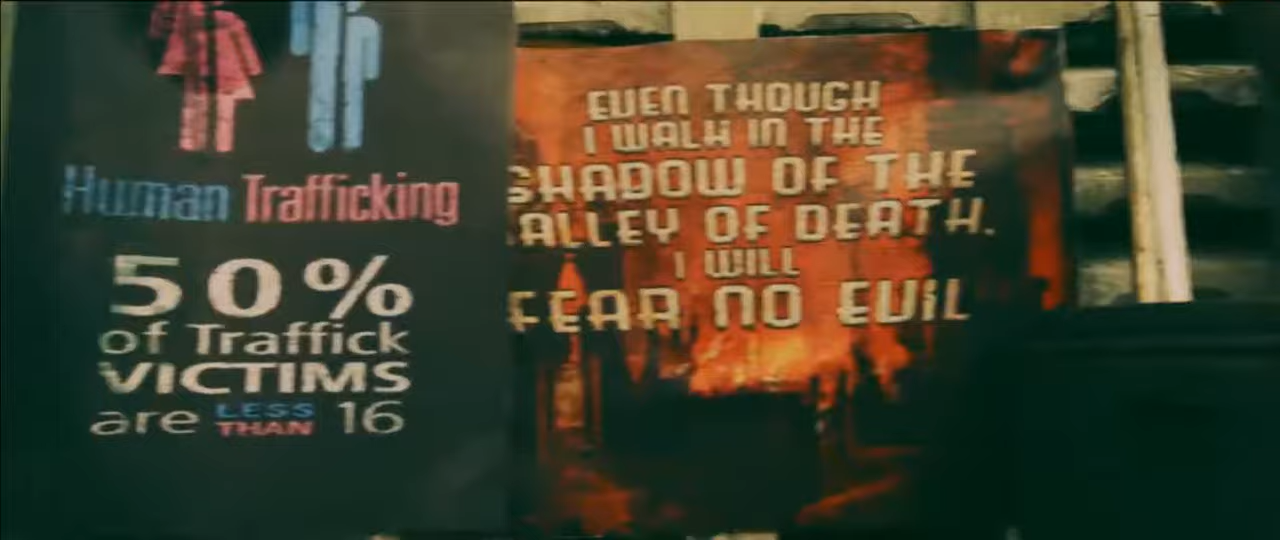 Human Trafficking
50%
of Traffick
VICTIMS
are LESS THAN 16
EVEN THOUGH
I WALK IN THE
SHADOW OF THE
VALLEY OF DEATH.
I WILL
FEAR NO EVIL